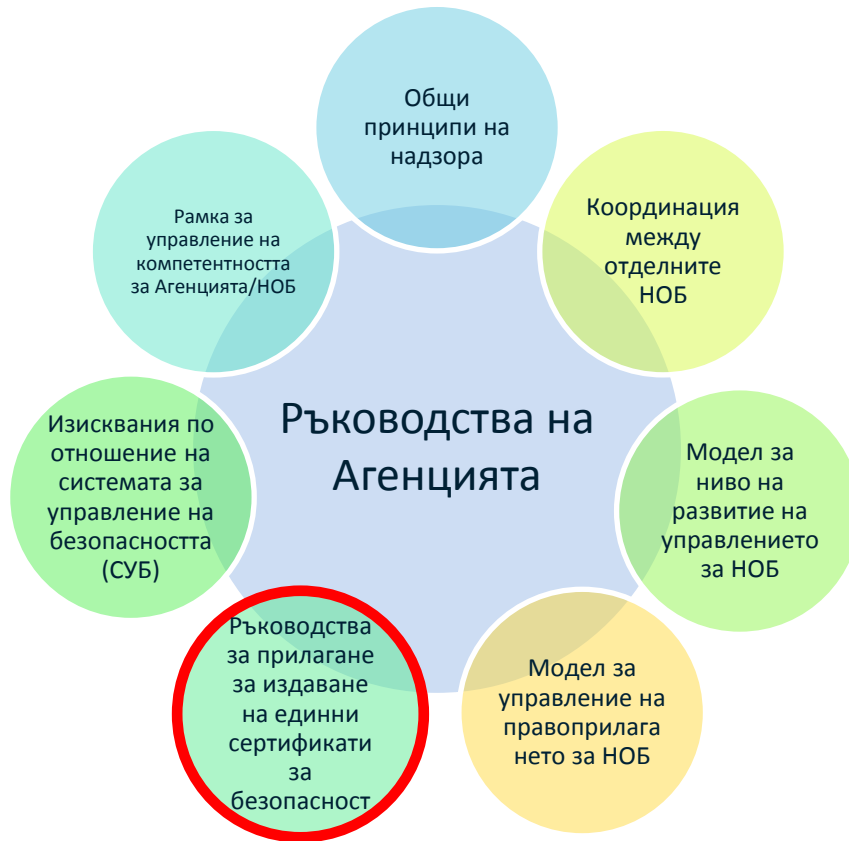 Общи
принципи на
надзора
Координация
между
отделните
НОБ
Модел за
ниво на
развитие на
управлението
за НОБ
Модел за
управление на
правоприлага
нето за НОБ
Ръководства
за прилагане
за издаване
на единни
сертификати
за
безопасност
Изисквания по
отношение на
системата за
управление на
безопасността
(СУБ)
Рамка за
управление на
компетентността
за Агенцията/НОБ
Ръководства на
Агенцията